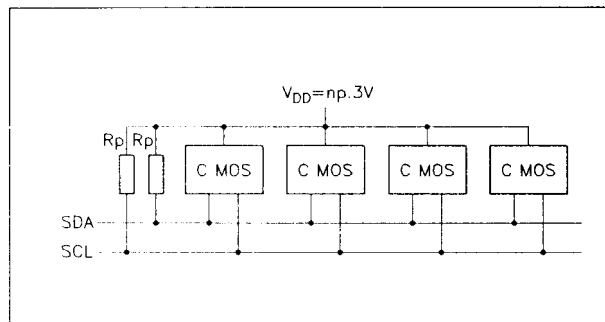 V_DD=np.3V
Rp Rp
C MOS C MOS C MOS C MOS
SDA
SCL